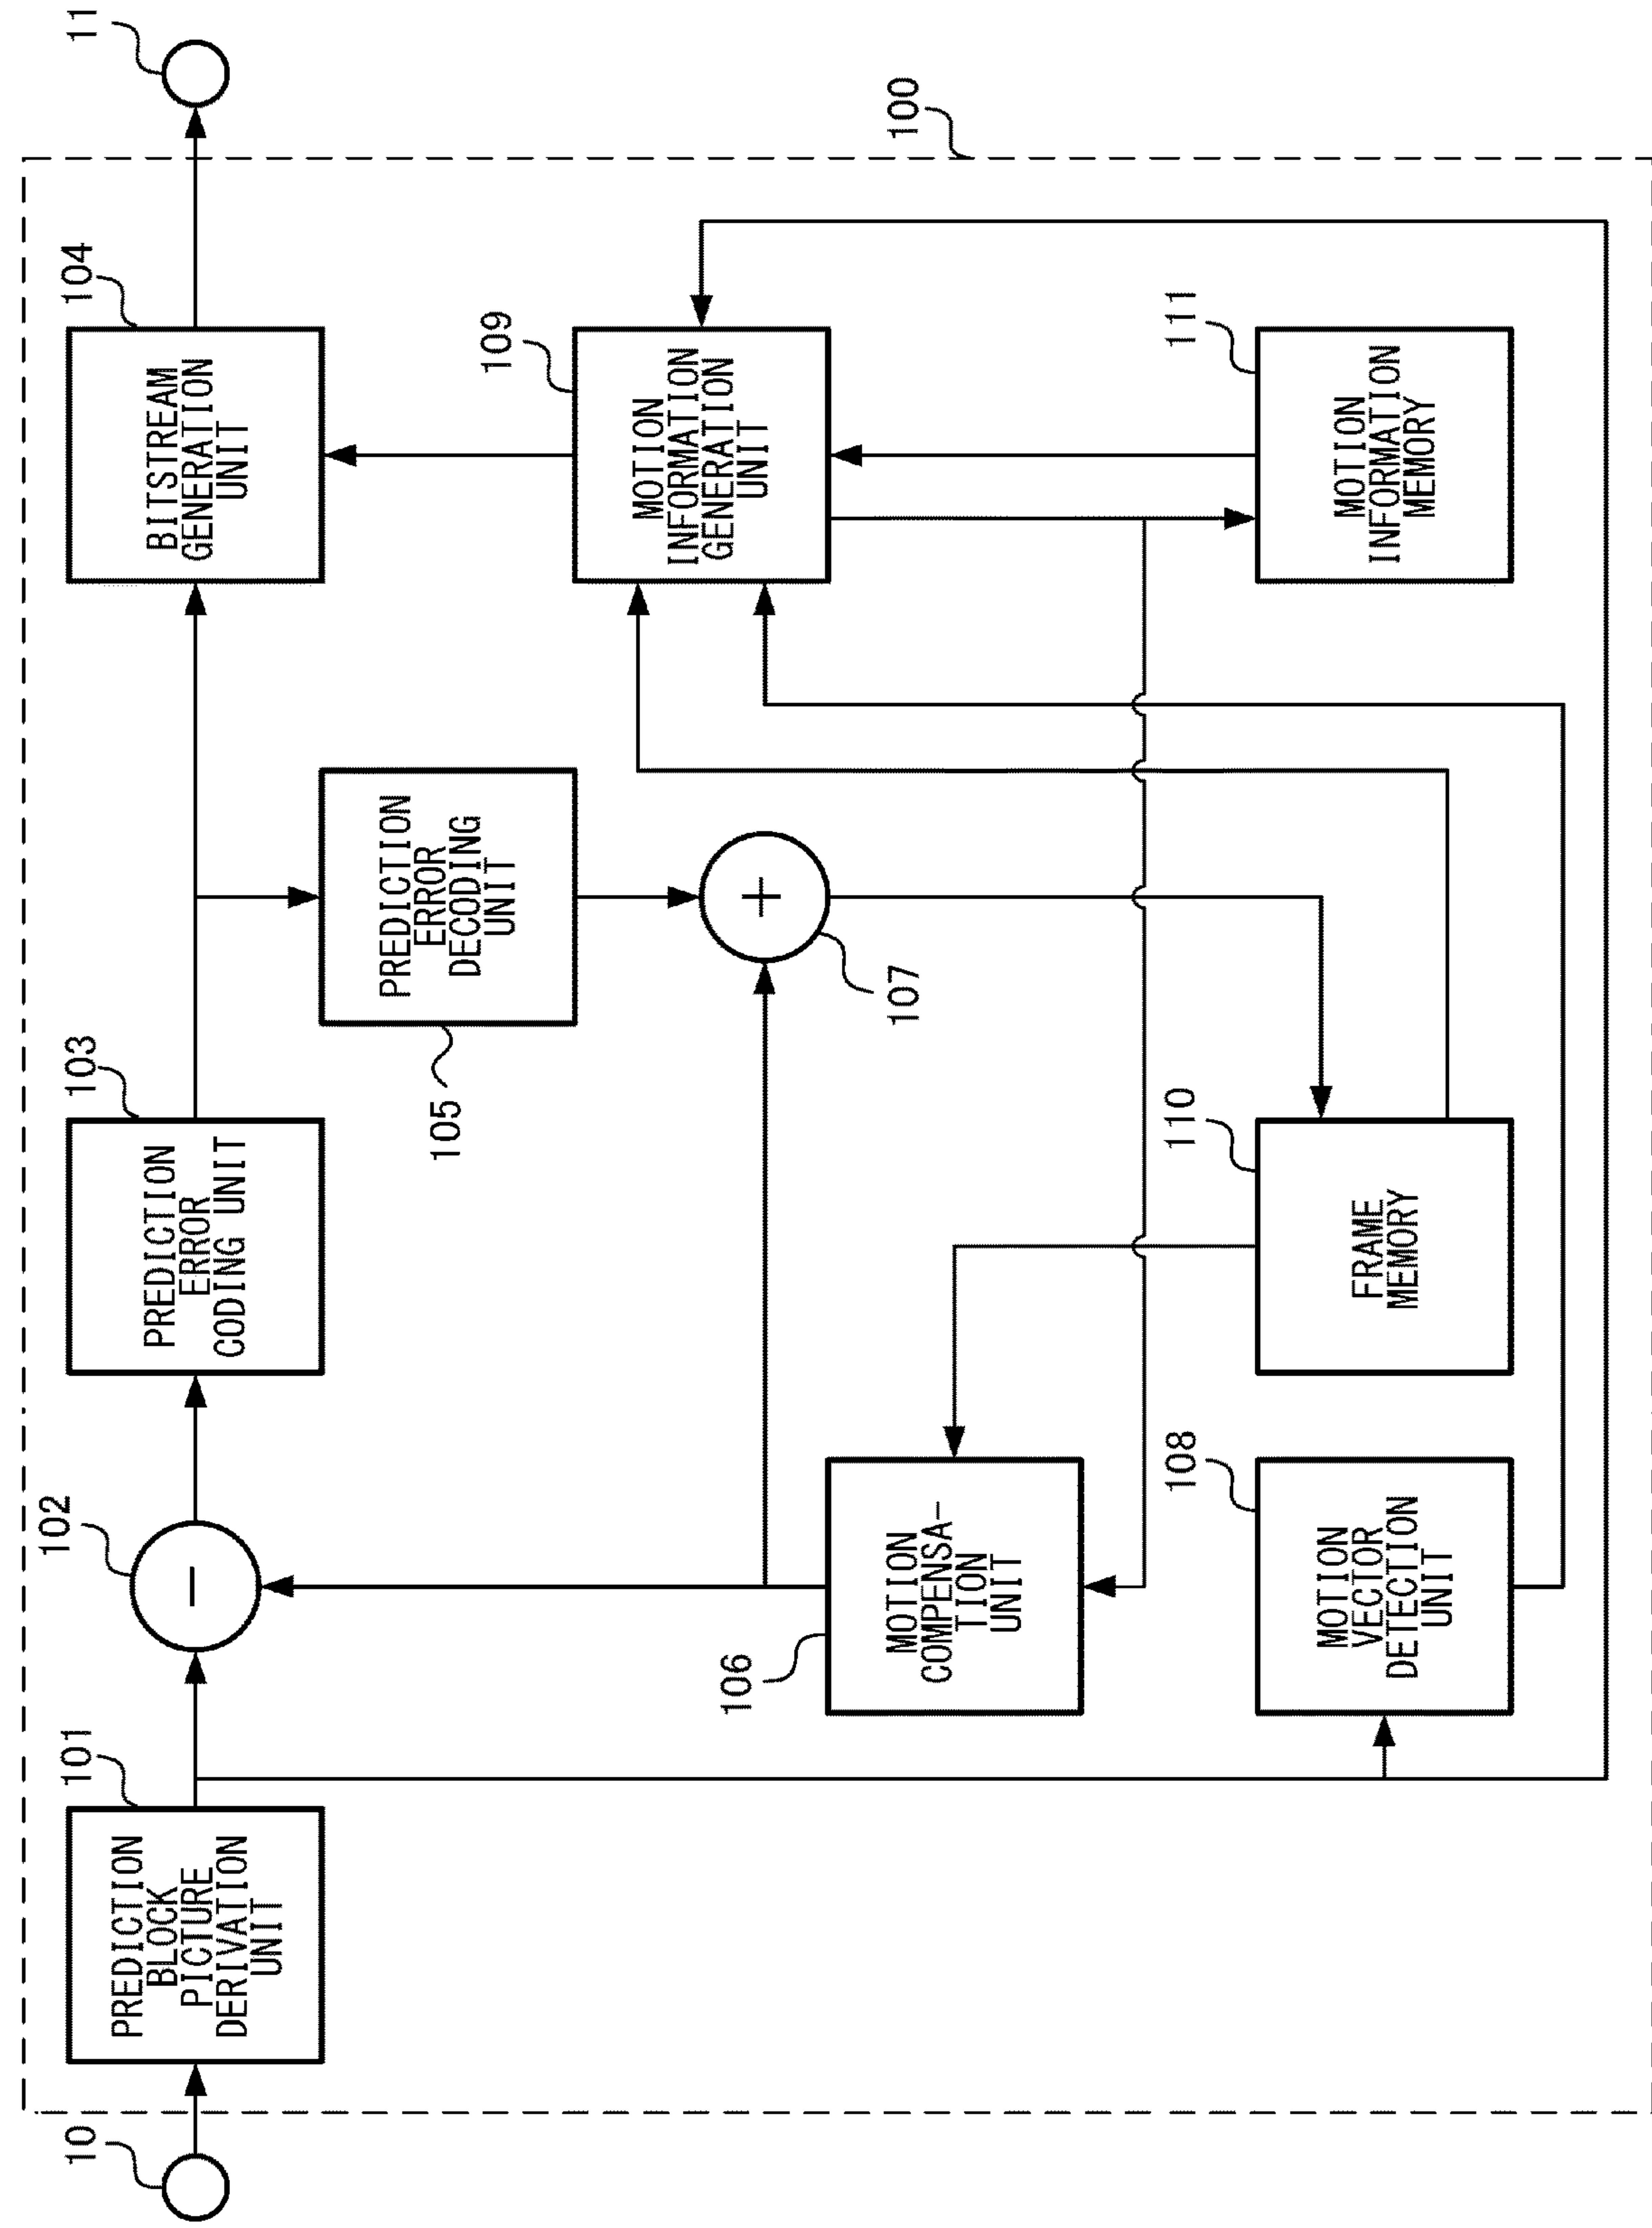 100
10
101
PREDICTION
BLOCK
PICTURE
DERIVATION
UNIT
102
−
103
PREDICTION
ERROR
CODING UNIT
104
BITSTREAM
GENERATION
UNIT
11
105
PREDICTION
ERROR
DECODING
UNIT
107
+
109
MOTION
INFORMATION
GENERATION
UNIT
106
MOTION
COMPENSA-
TION
UNIT
108
MOTION
VECTOR
DETECTION
UNIT
110
FRAME
MEMORY
111
MOTION
INFORMATION
MEMORY